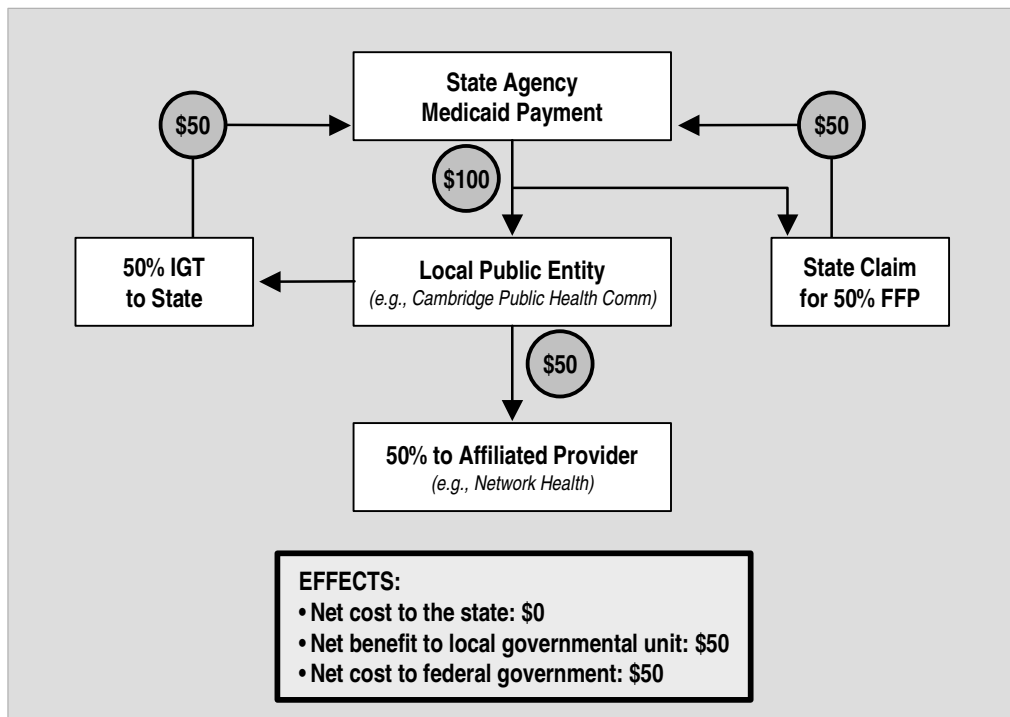 State Agency
Medicaid Payment
$50
$50
$100
50% IGT
to State
Local Public Entity
(e.g., Cambridge Public Health Comm)
State Claim
for 50% FFP
$50
50% to Affiliated Provider
(e.g., Network Health)
EFFECTS:
• Net cost to the state: $0
• Net benefit to local governmental unit: $50
• Net cost to federal government: $50